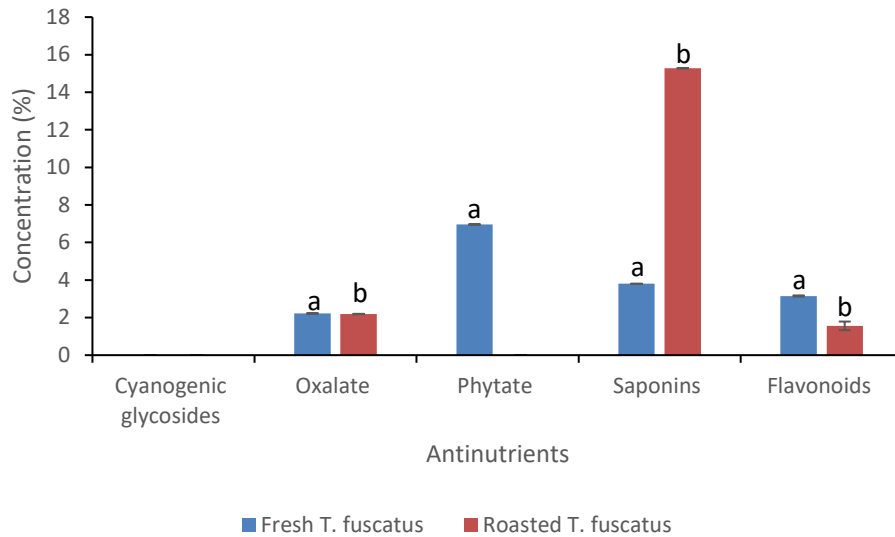 18
16
14
12
10
8
6
4
2
0
Concentration (%)
a
b
a
a
b
a
b
Cyanogenic
glycosides
Oxalate
Phytate
Saponins
Flavonoids
Antinutrients
Fresh T. fuscatus
Roasted T. fuscatus